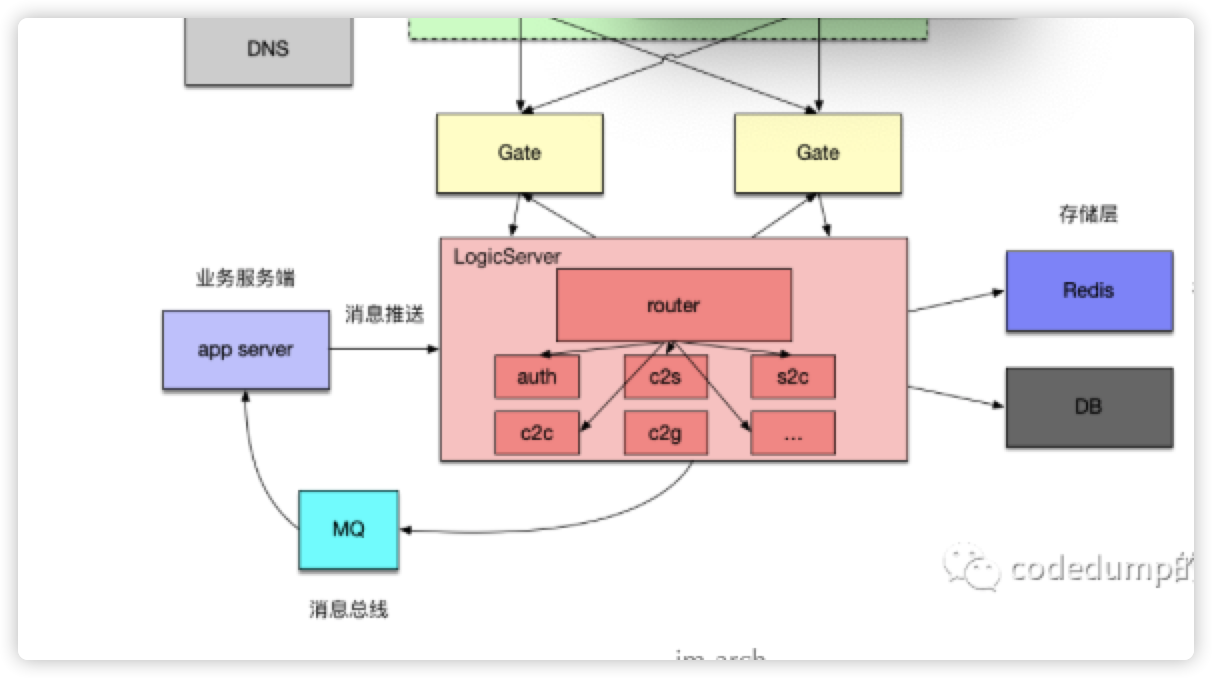 DNS
Gate
Gate
存储层
LogicServer
业务服务端
router
Redis
消息推送
app server
auth
c2s
s2c
DB
c2c
c2g
...
MQ
codedump的
消息总线
im-arch